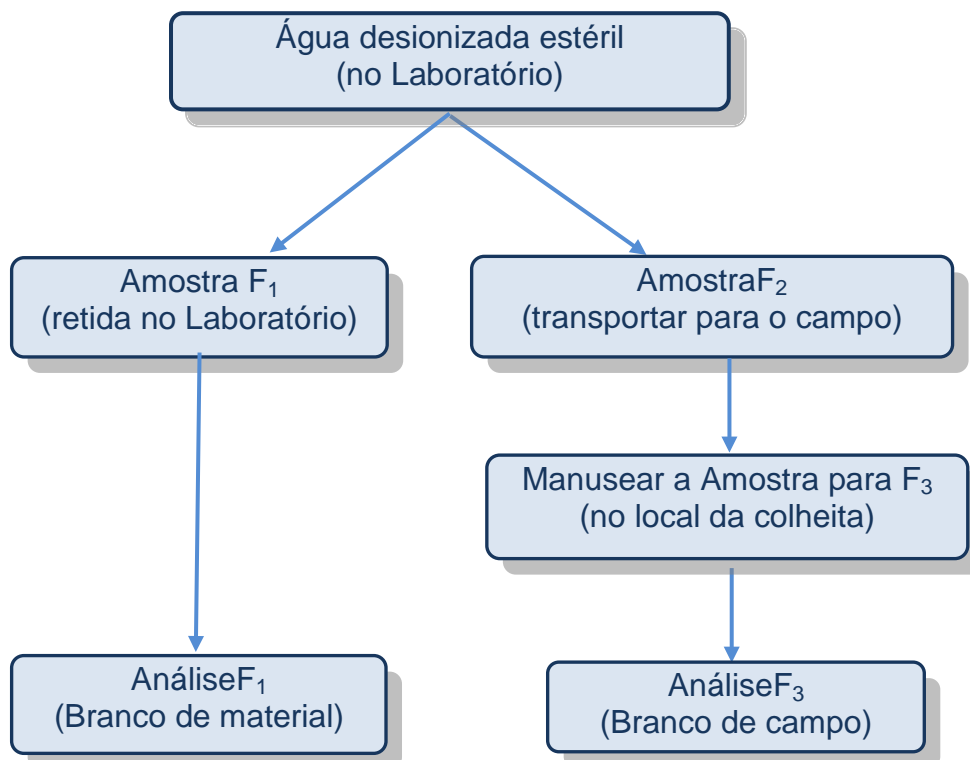 Água desionizada estéril
(no Laboratório)
Amostra F₁
(retida no Laboratório)
AmostraF₂
(transportar para o campo)
Manusear a Amostra para F₃
(no local da colheita)
AnáliseF₁
(Branco de material)
AnáliseF₃
(Branco de campo)